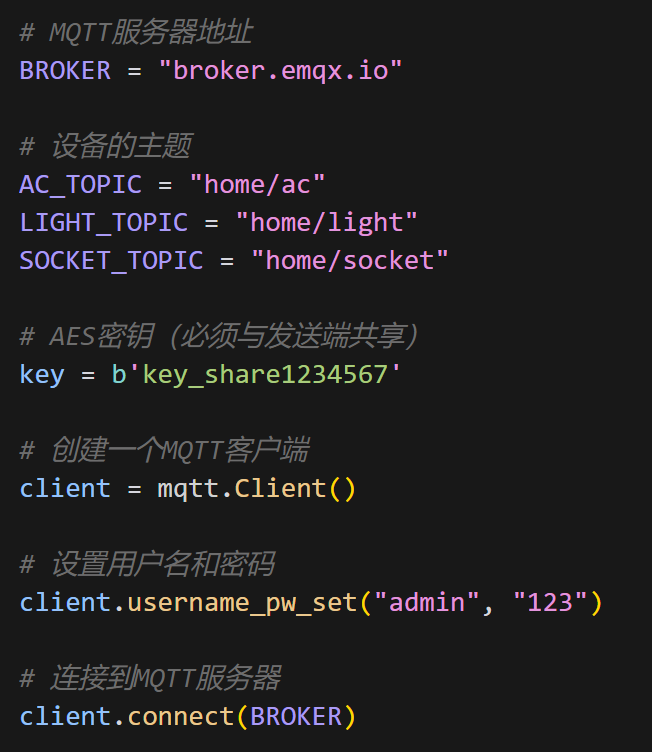 # MQTT服务器地址
BROKER = "broker.emqx.io"
# 设备的主题
AC_TOPIC = "home/ac"
LIGHT_TOPIC = "home/light"
SOCKET_TOPIC = "home/socket"
# AES密钥（必须与发送端共享）
key = b'key_share1234567'
# 创建一个MQTT客户端
client = mqtt.Client()
# 设置用户名和密码
client.username_pw_set("admin", "123")
# 连接到MQTT服务器
client.connect(BROKER)